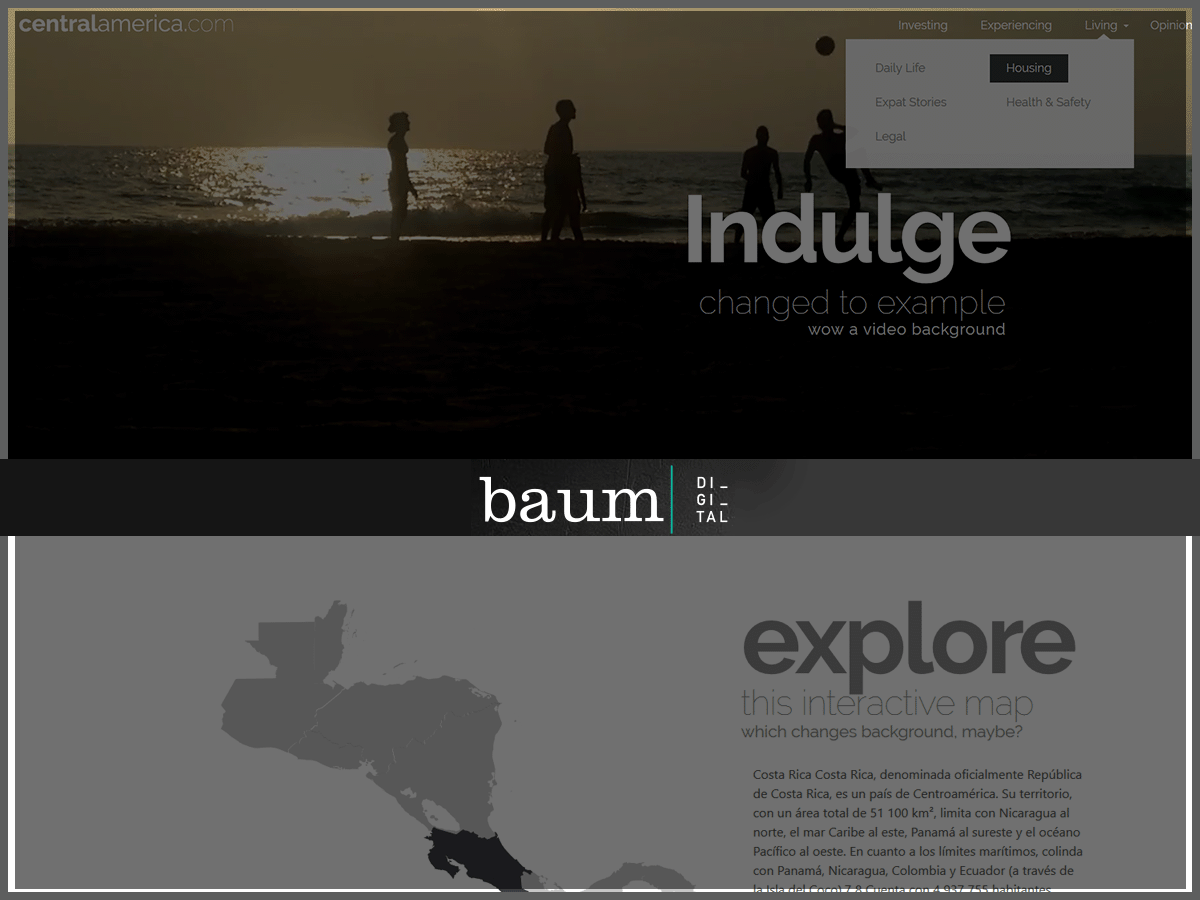 centralamerica.com
Investing Experiencing Living Opinion
Daily Life Housing
Expat Stories Health & Safety
Legal
Indulge
changed to example
wow a video background
baum
DI_
GI_
TAL
explore
this interactive map
which changes background, maybe?
Costa Rica Costa Rica, denominada oficialmente República
de Costa Rica, es un país de Centroamérica. Su territorio,
con un área total de 51 100 km², limita con Nicaragua al
norte, el mar Caribe al este, Panamá al sureste y el océano
Pacífico al oeste. En cuanto a los límites marítimos, colinda
con Panamá, Nicaragua, Colombia y Ecuador (a través de
la Isla del Coco).7 8 Cuenta con 4 937 755 habitantes